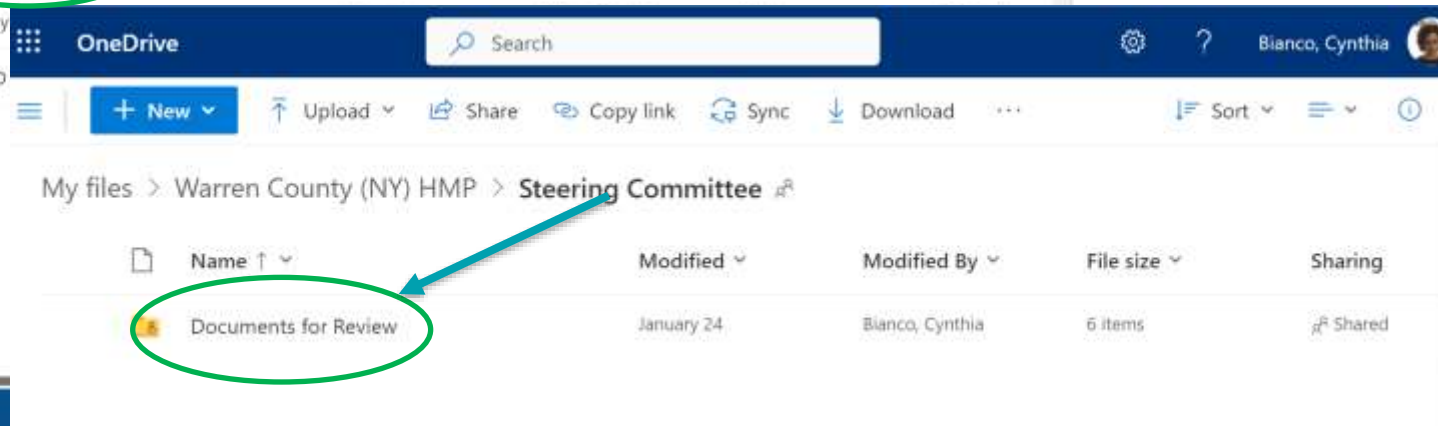 y
OneDrive Search ? Bianco, Cynthia
+ New Upload Share Copy link Sync Download ... Sort
My files > Warren County (NY) HMP > Steering Committee
Name ↑ Modified Modified By File size Sharing
Documents for Review January 24 Bianco, Cynthia 6 items Shared